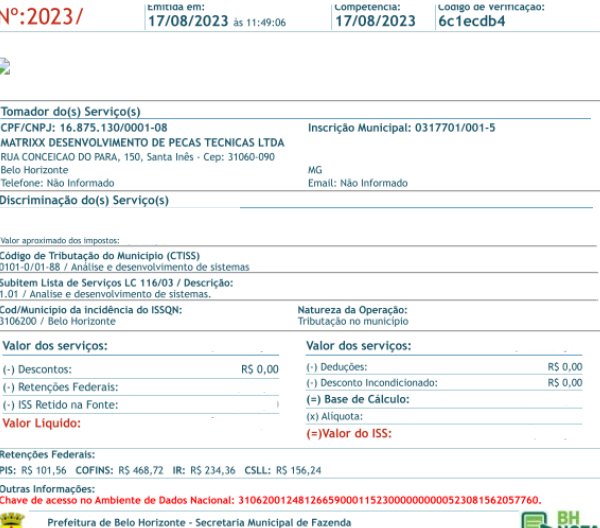 Nº:2023/
Emitida em:
17/08/2023 às 11:49:06
Competência:
17/08/2023
Código de Verificação:
6c1ecdb4
Tomador do(s) Serviço(s)
CPF/CNPJ: 16.875.130/0001-08
Inscrição Municipal: 0317701/001-5
MATRIXX DESENVOLVIMENTO DE PECAS TECNICAS LTDA
RUA CONCEICAO DO PARA, 150, Santa Inês - Cep: 31060-090
Belo Horizonte
MG
Telefone: Não Informado
Email: Não Informado
Discriminação do(s) Serviço(s)
Valor aproximado dos impostos:
Código de Tributação do Município (CTISS)
0101-0/01-88 / Análise e desenvolvimento de sistemas
Subitem Lista de Serviços LC 116/03 / Descrição:
1.01 / Analise e desenvolvimento de sistemas.
Cod/Município da incidência do ISSQN:
3106200 / Belo Horizonte
Natureza da Operação:
Tributação no município
Valor dos serviços:
(-) Descontos: R$ 0,00
(-) Retenções Federais:
(-) ISS Retido na Fonte:
Valor Líquido:
Valor dos serviços:
(-) Deduções: R$ 0,00
(-) Desconto Incondicionado: R$ 0,00
(=) Base de Cálculo:
(x) Alíquota:
(=)Valor do ISS:
Retenções Federais:
PIS: R$ 101,56 COFINS: R$ 468,72 IR: R$ 234,36 CSLL: R$ 156,24
Outras Informações:
Chave de acesso no Ambiente de Dados Nacional: 31062001248126659000115230000000000523081562057760.
Prefeitura de Belo Horizonte - Secretaria Municipal de Fazenda
BH
NOTA